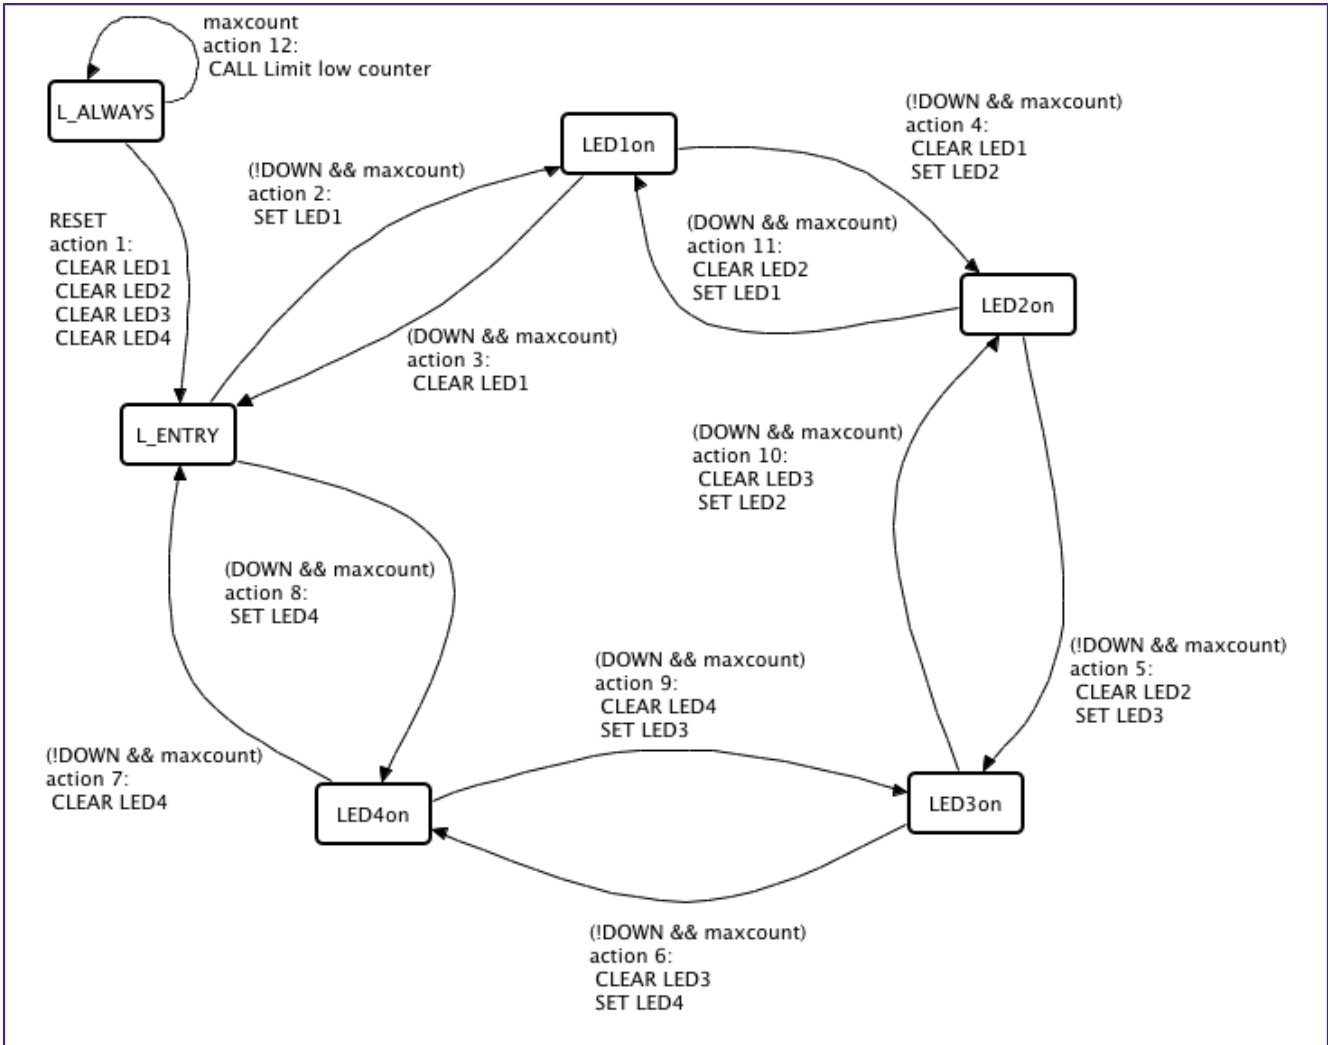 maxcount
action 12:
CALL Limit low counter
L_ALWAYS
LED1on
(!DOWN && maxcount)
action 4:
CLEAR LED1
SET LED2
(!DOWN && maxcount)
action 2:
SET LED1
RESET
action 1:
CLEAR LED1
CLEAR LED2
CLEAR LED3
CLEAR LED4
(DOWN && maxcount)
action 11:
CLEAR LED2
SET LED1
LED2on
(DOWN && maxcount)
action 3:
CLEAR LED1
L_ENTRY
(DOWN && maxcount)
action 10:
CLEAR LED3
SET LED2
(DOWN && maxcount)
action 8:
SET LED4
(!DOWN && maxcount)
action 5:
CLEAR LED2
SET LED3
(DOWN && maxcount)
action 9:
CLEAR LED4
SET LED3
(!DOWN && maxcount)
action 7:
CLEAR LED4
LED4on
LED3on
(!DOWN && maxcount)
action 6:
CLEAR LED3
SET LED4